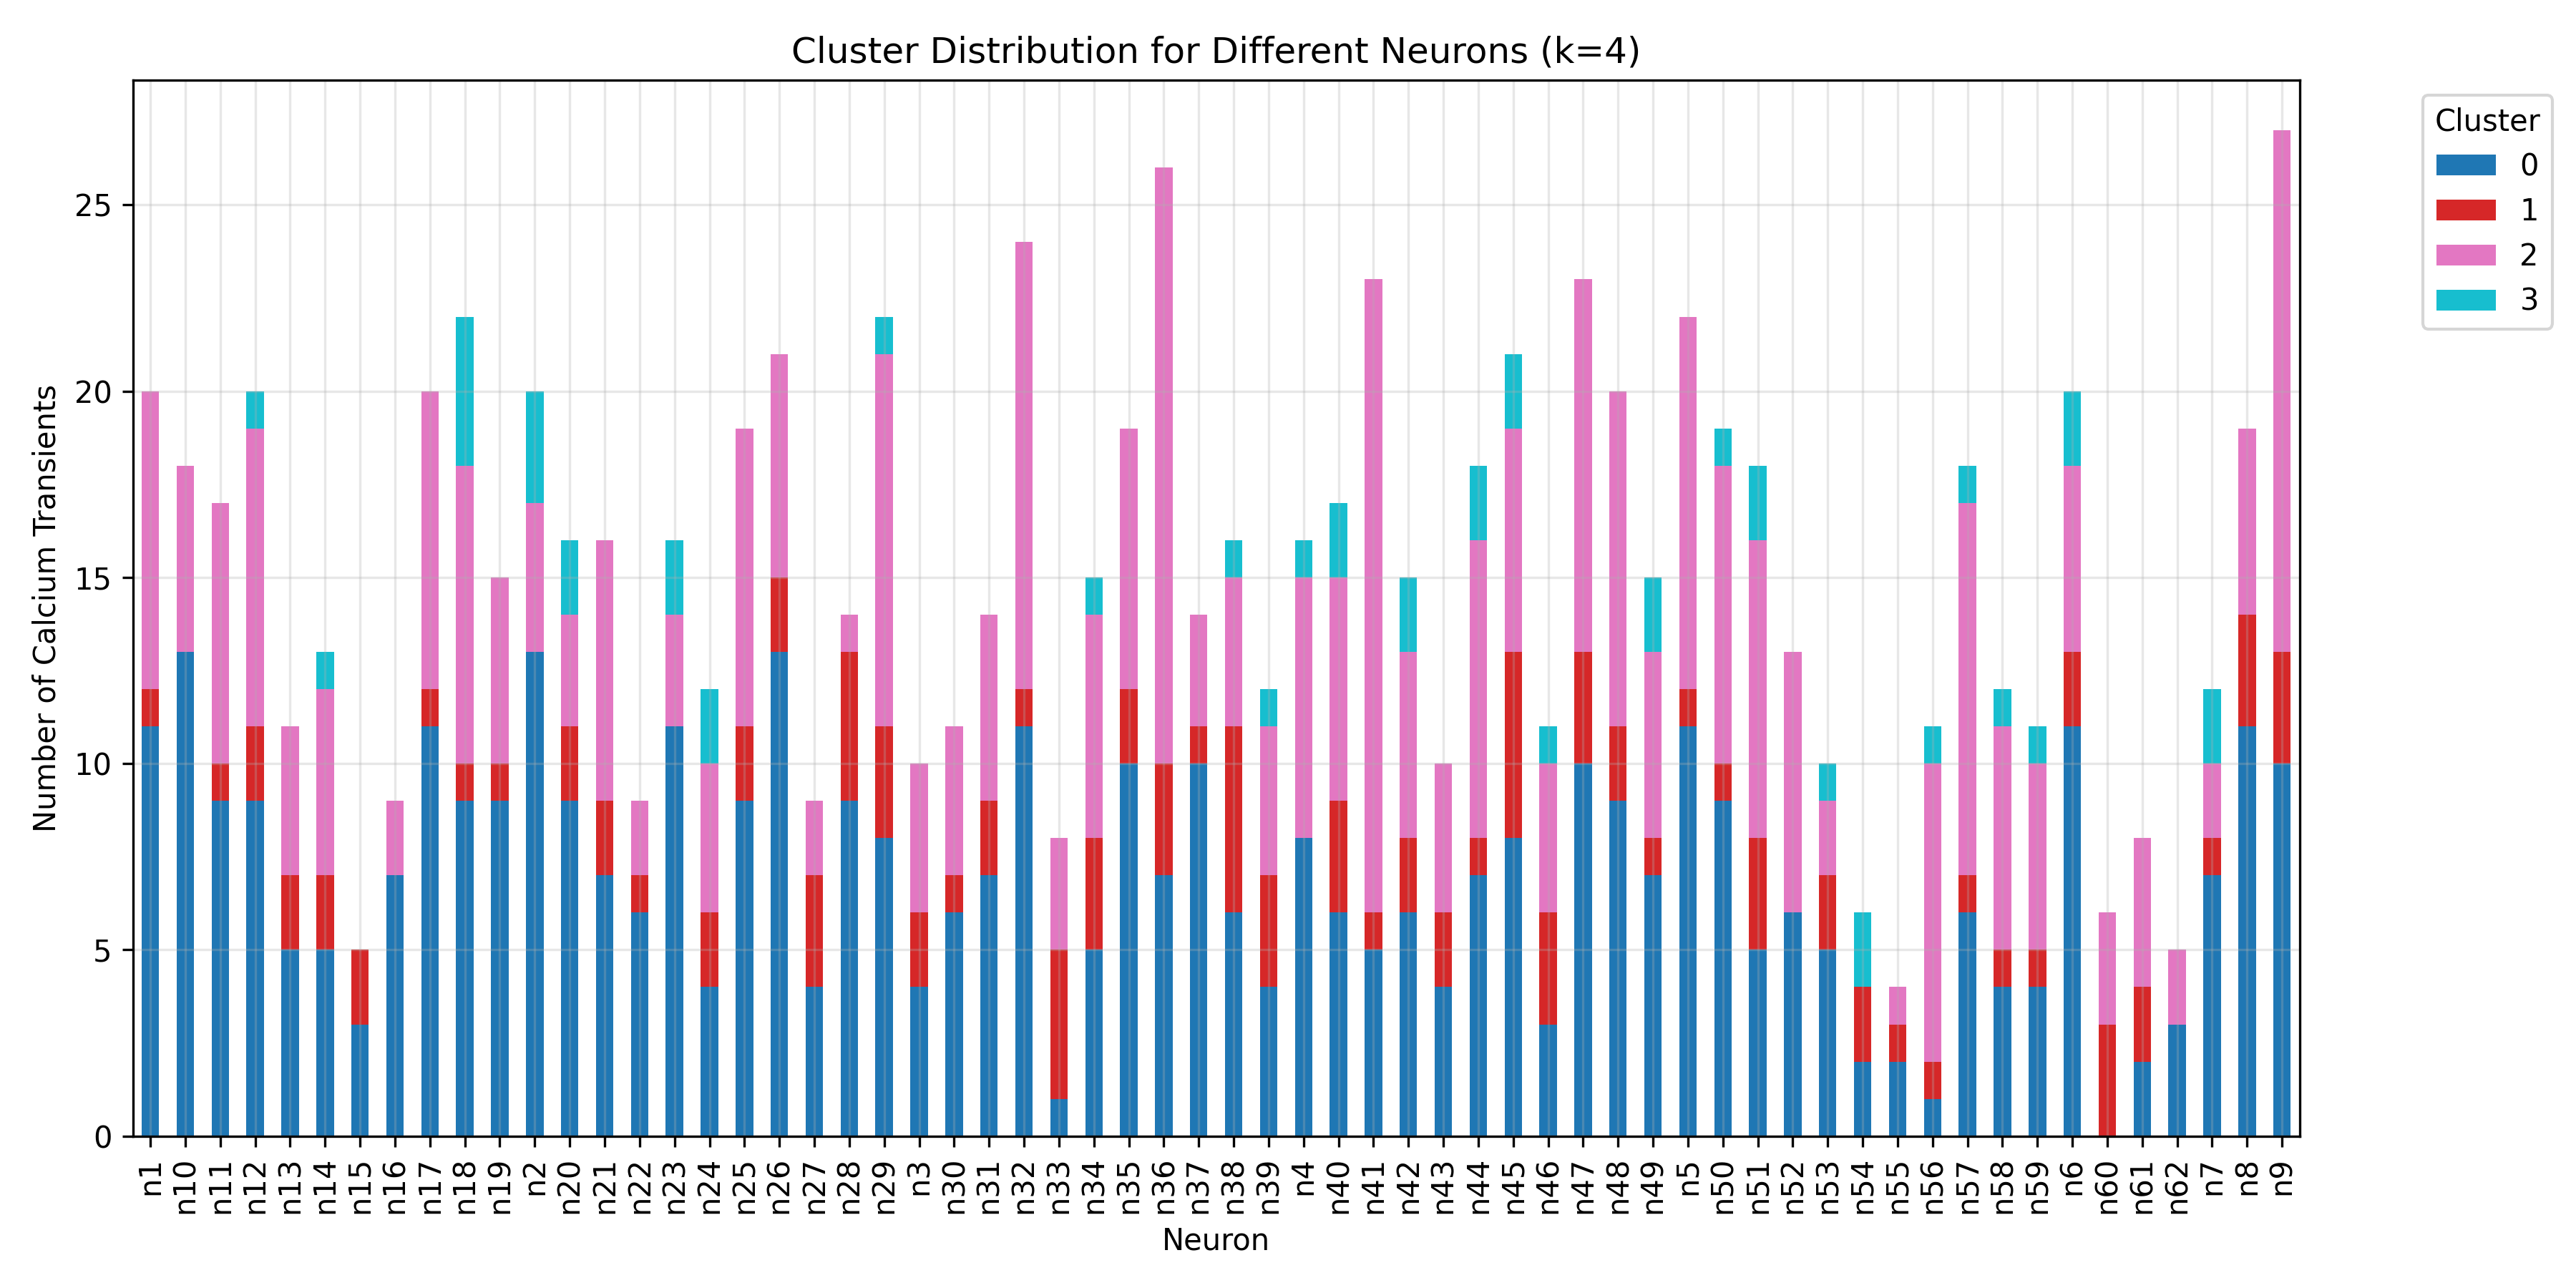 Cluster Distribution for Different Neurons (k=4)
Cluster
0
1
2
3
Number of Calcium Transients
25
20
15
10
5
0
n1 n10 n11 n12 n13 n14 n15 n16 n17 n18 n19 n2 n20 n21 n22 n23 n24 n25 n26 n27 n28 n29 n3 n30 n31 n32 n33 n34 n35 n36 n37 n38 n39 n4 n40 n41 n42 n43 n44 n45 n46 n47 n48 n49 n5 n50 n51 n52 n53 n54 n55 n56 n57 n58 n59 n6 n60 n61 n62 n7 n8 n9
Neuron